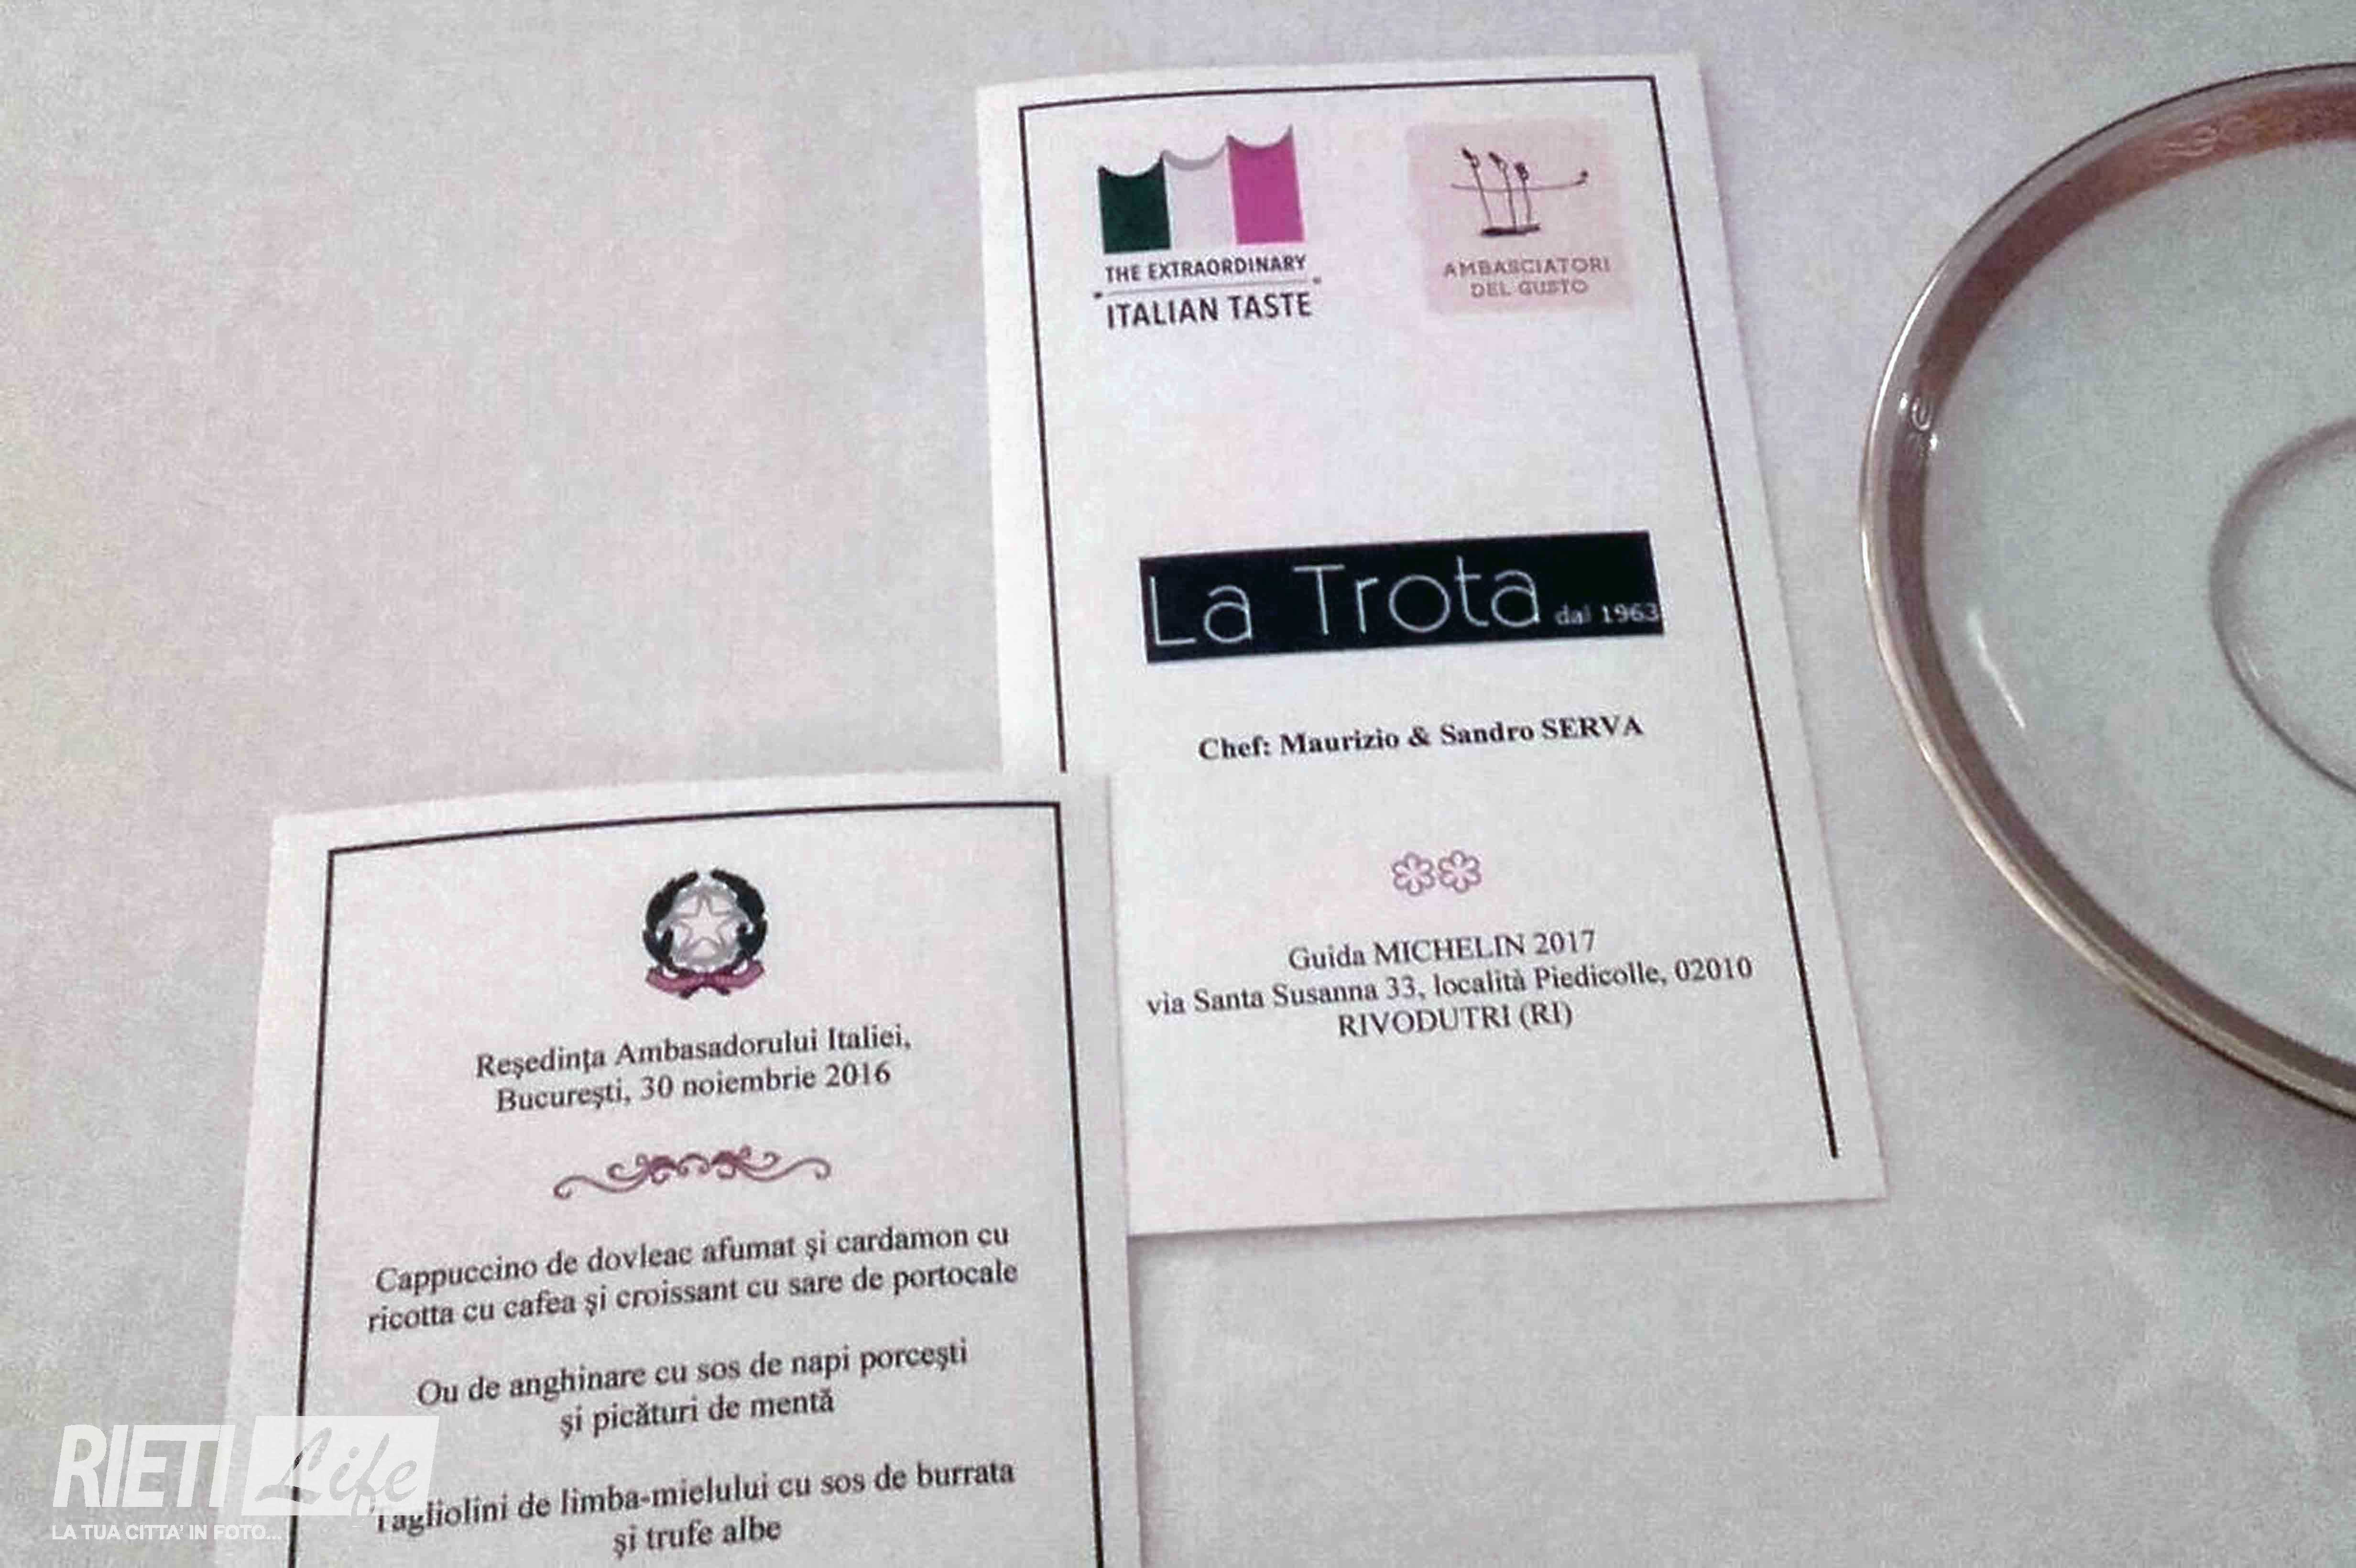 THE EXTRAORDINARY
ITALIAN TASTE
AMBASCIATORI
DEL GUSTO
La Trota dal 1963
Chef: Maurizio & Sandro SERVA
Guida MICHELIN 2017
via Santa Susanna 33, località Piedicolle, 02010
RIVODUTRI (RI)
Reşedinţa Ambasadorului Italiei,
Bucureşti, 30 noiembrie 2016
Cappuccino de dovleac afumat şi cardamon cu
ricotta cu cafea şi croissant cu sare de portocale
Ou de anghinare cu sos de napi porceşti
şi picături de mentă
Tagliolini de limba-mielului cu sos de burrata
şi trufe albe
RIETI Life
LA TUA CITTA' IN FOTO...